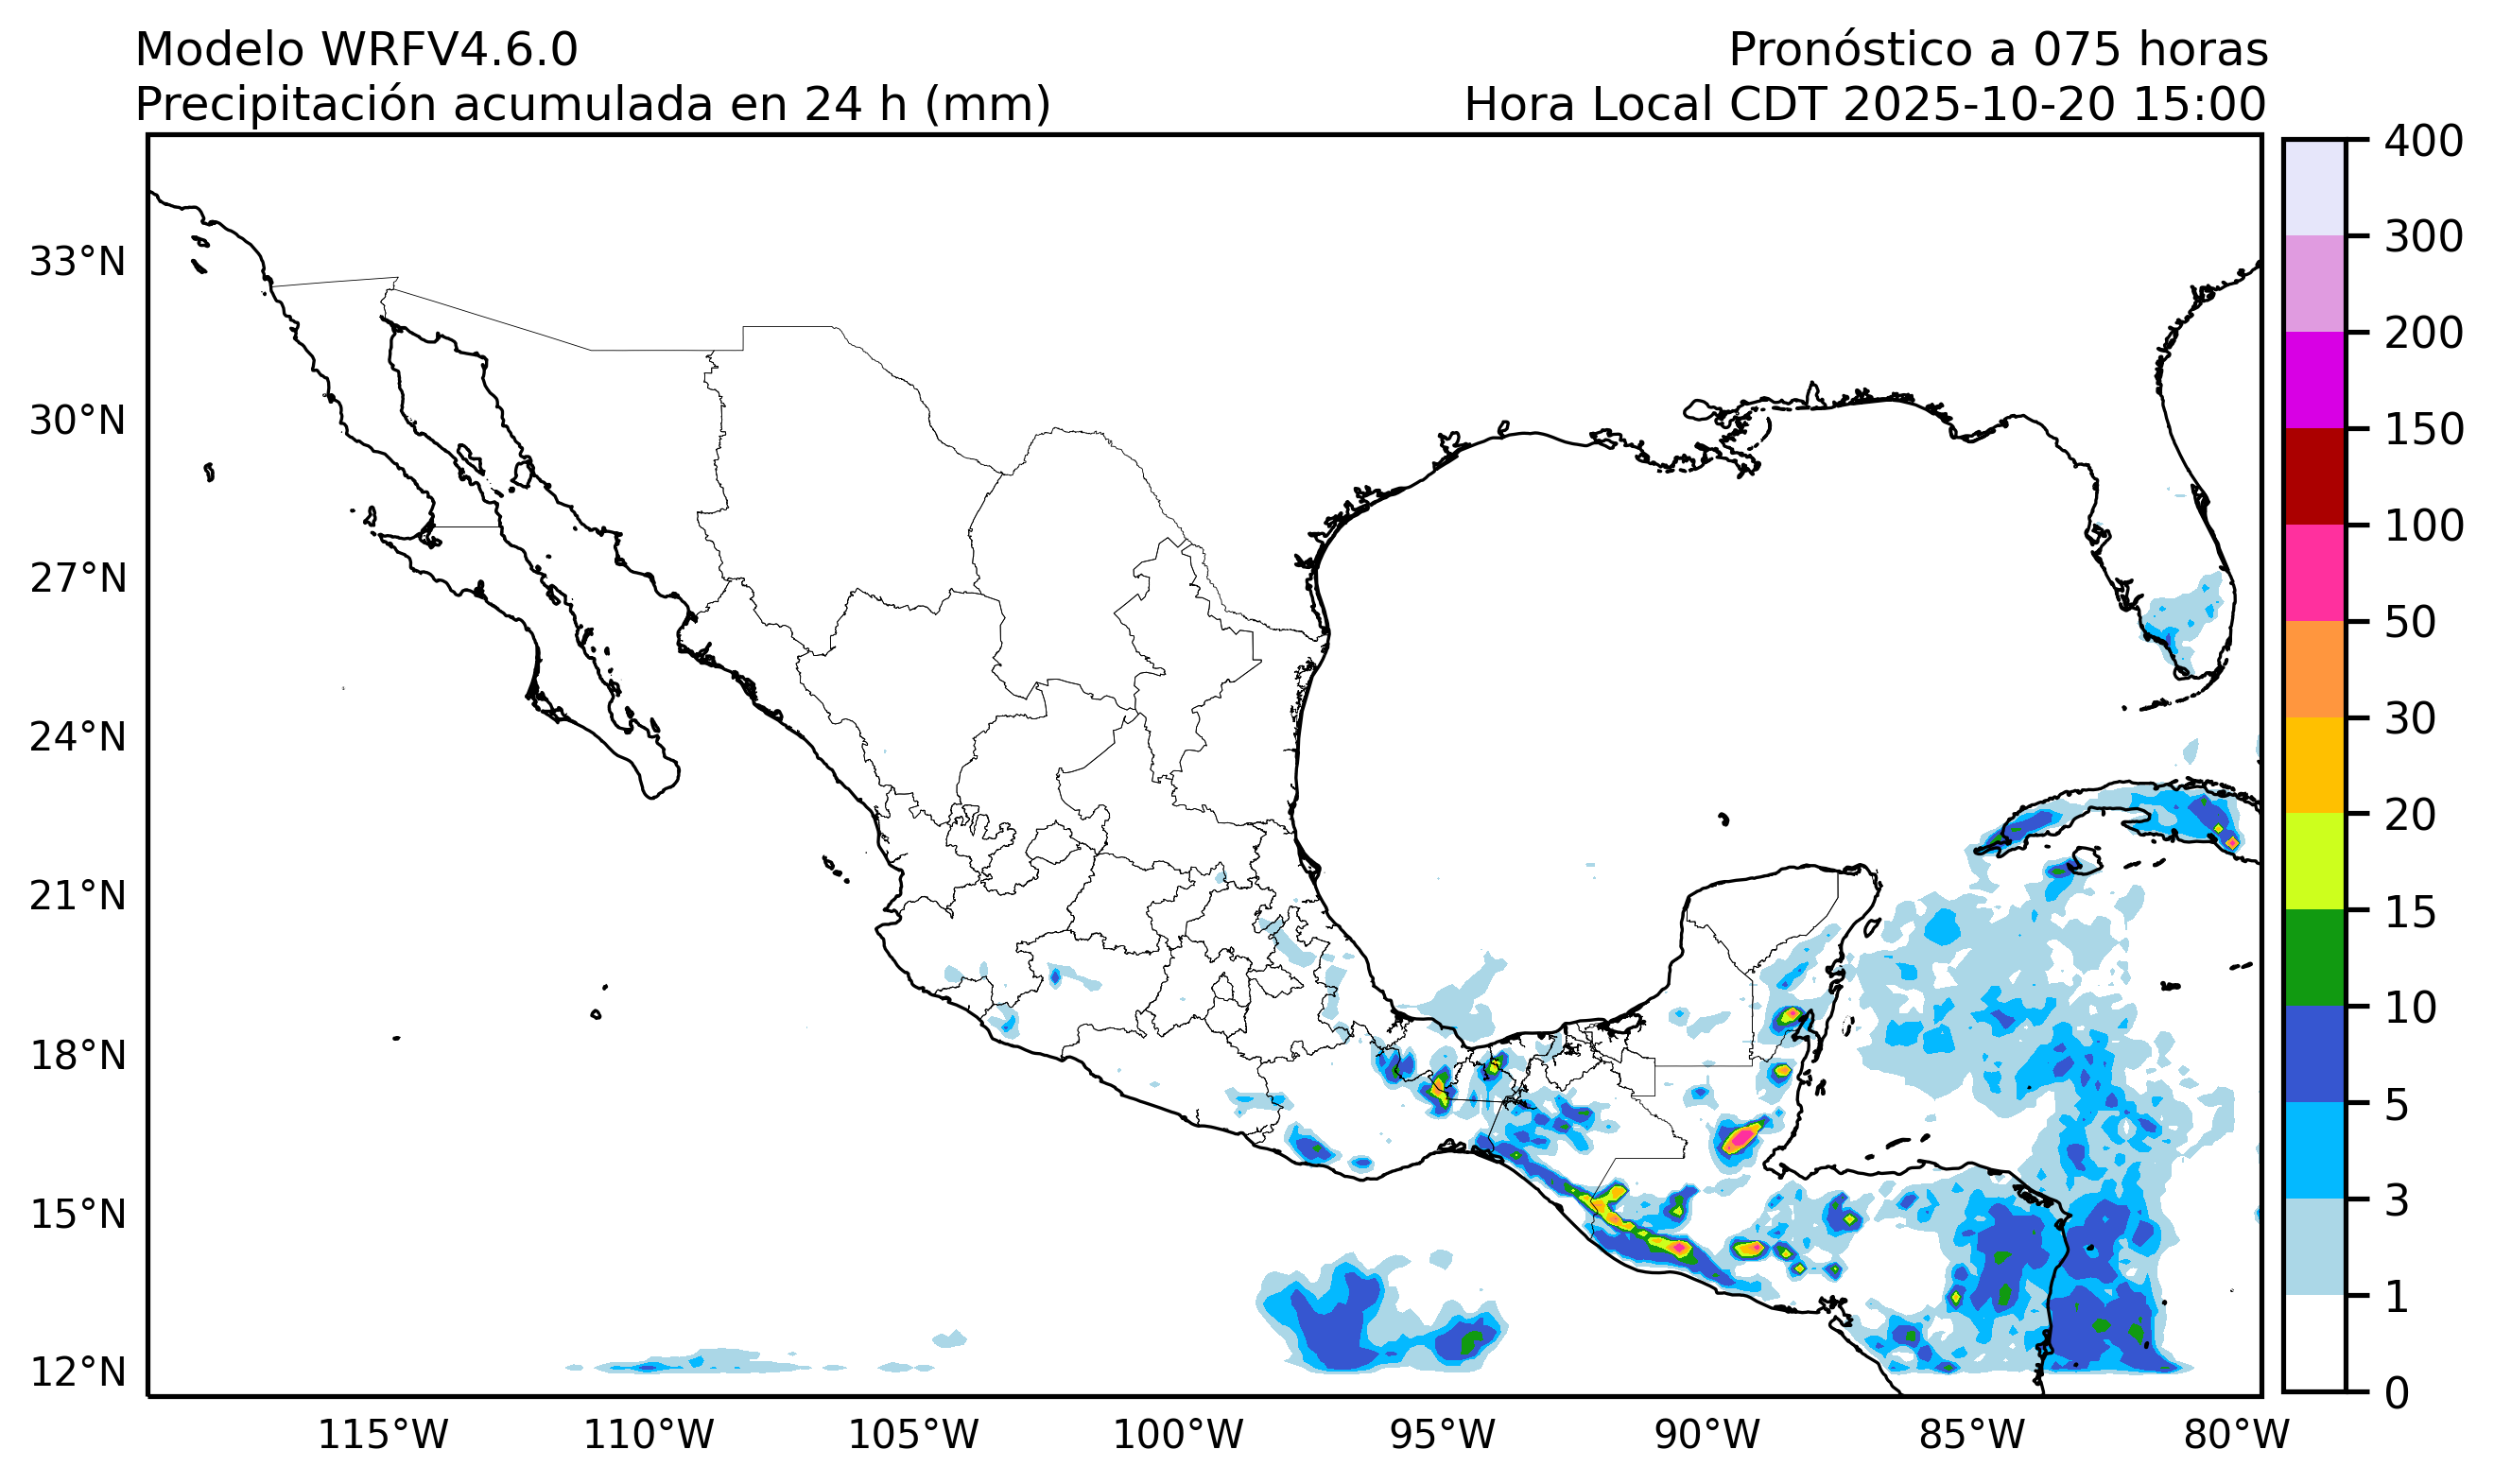 Modelo WRFV4.6.0
Pronóstico a 075 horas
Precipitación acumulada en 24 h (mm)
Hora Local CDT 2025-10-20 15:00
400
300
200
150
100
50
30
20
15
10
5
3
1
0
33°N
30°N
27°N
24°N
21°N
18°N
15°N
12°N
115°W
110°W
105°W
100°W
95°W
90°W
85°W
80°W